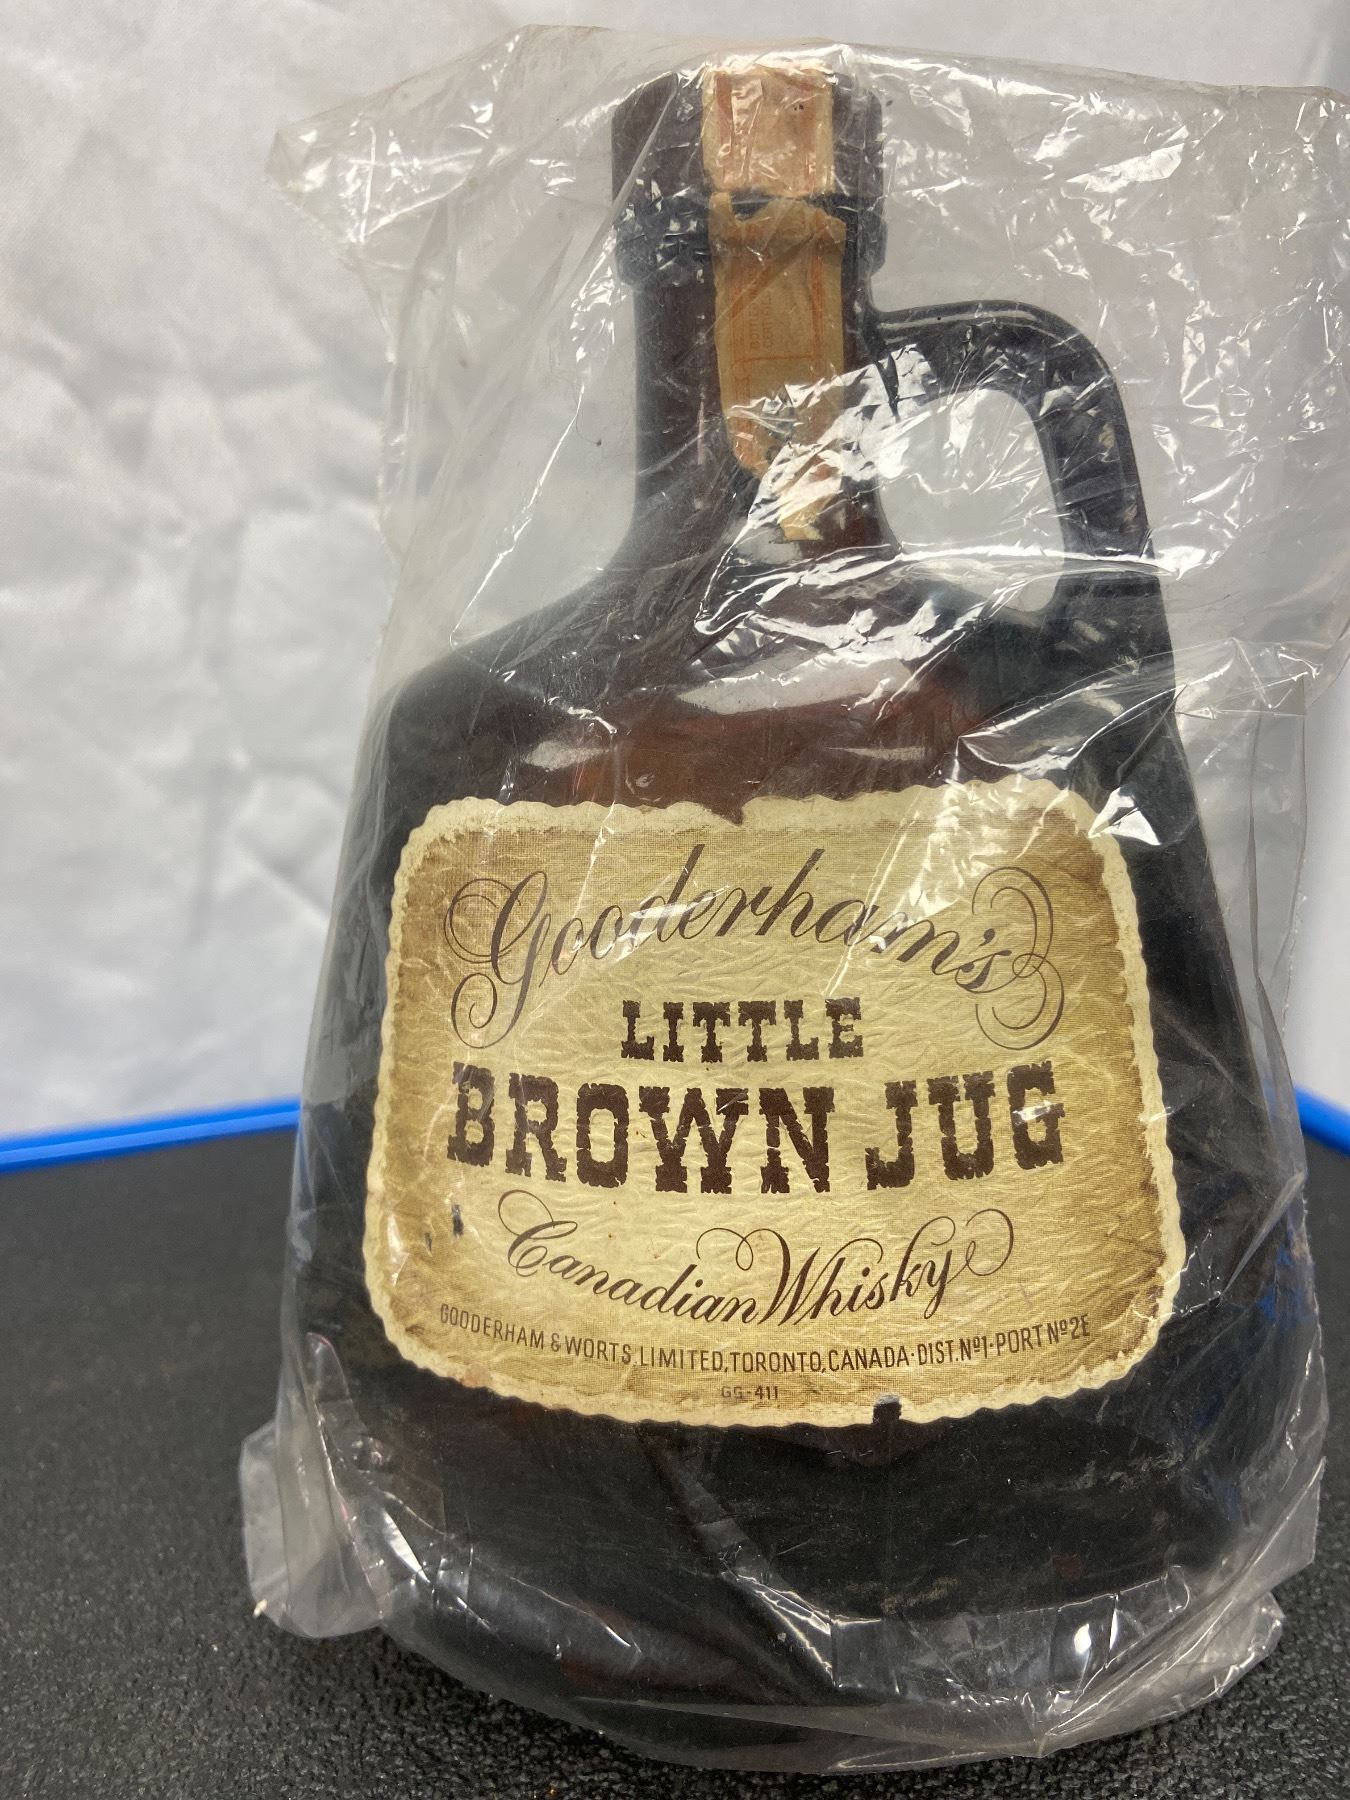 Gooderham's
LITTLE
BROWN JUG
Canadian Whisky
GOODERHAM & WORTS, LIMITED, TORONTO, CANADA·DIST. Nº1·PORT Nº2E
GG-411